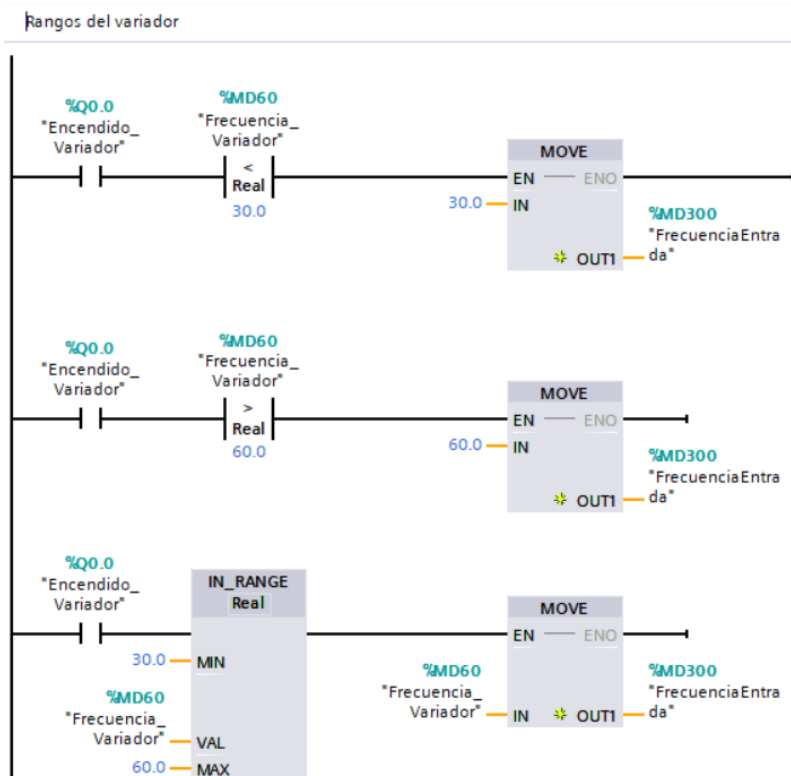 Rangos del variador
%Q0.0
"Encendido_
Variador"
%MD60
"Frecuencia_
Variador"
<
Real
30.0
MOVE
EN
ENO
30.0
IN
OUT1
%MD300
"FrecuenciaEntra
da"
%Q0.0
"Encendido_
Variador"
%MD60
"Frecuencia_
Variador"
>
Real
60.0
MOVE
EN
ENO
60.0
IN
OUT1
%MD300
"FrecuenciaEntra
da"
%Q0.0
"Encendido_
Variador"
IN_RANGE
Real
30.0
MIN
%MD60
"Frecuencia_
Variador"
VAL
60.0
MAX
MOVE
EN
ENO
%MD60
"Frecuencia_
Variador"
IN
OUT1
%MD300
"FrecuenciaEntra
da"